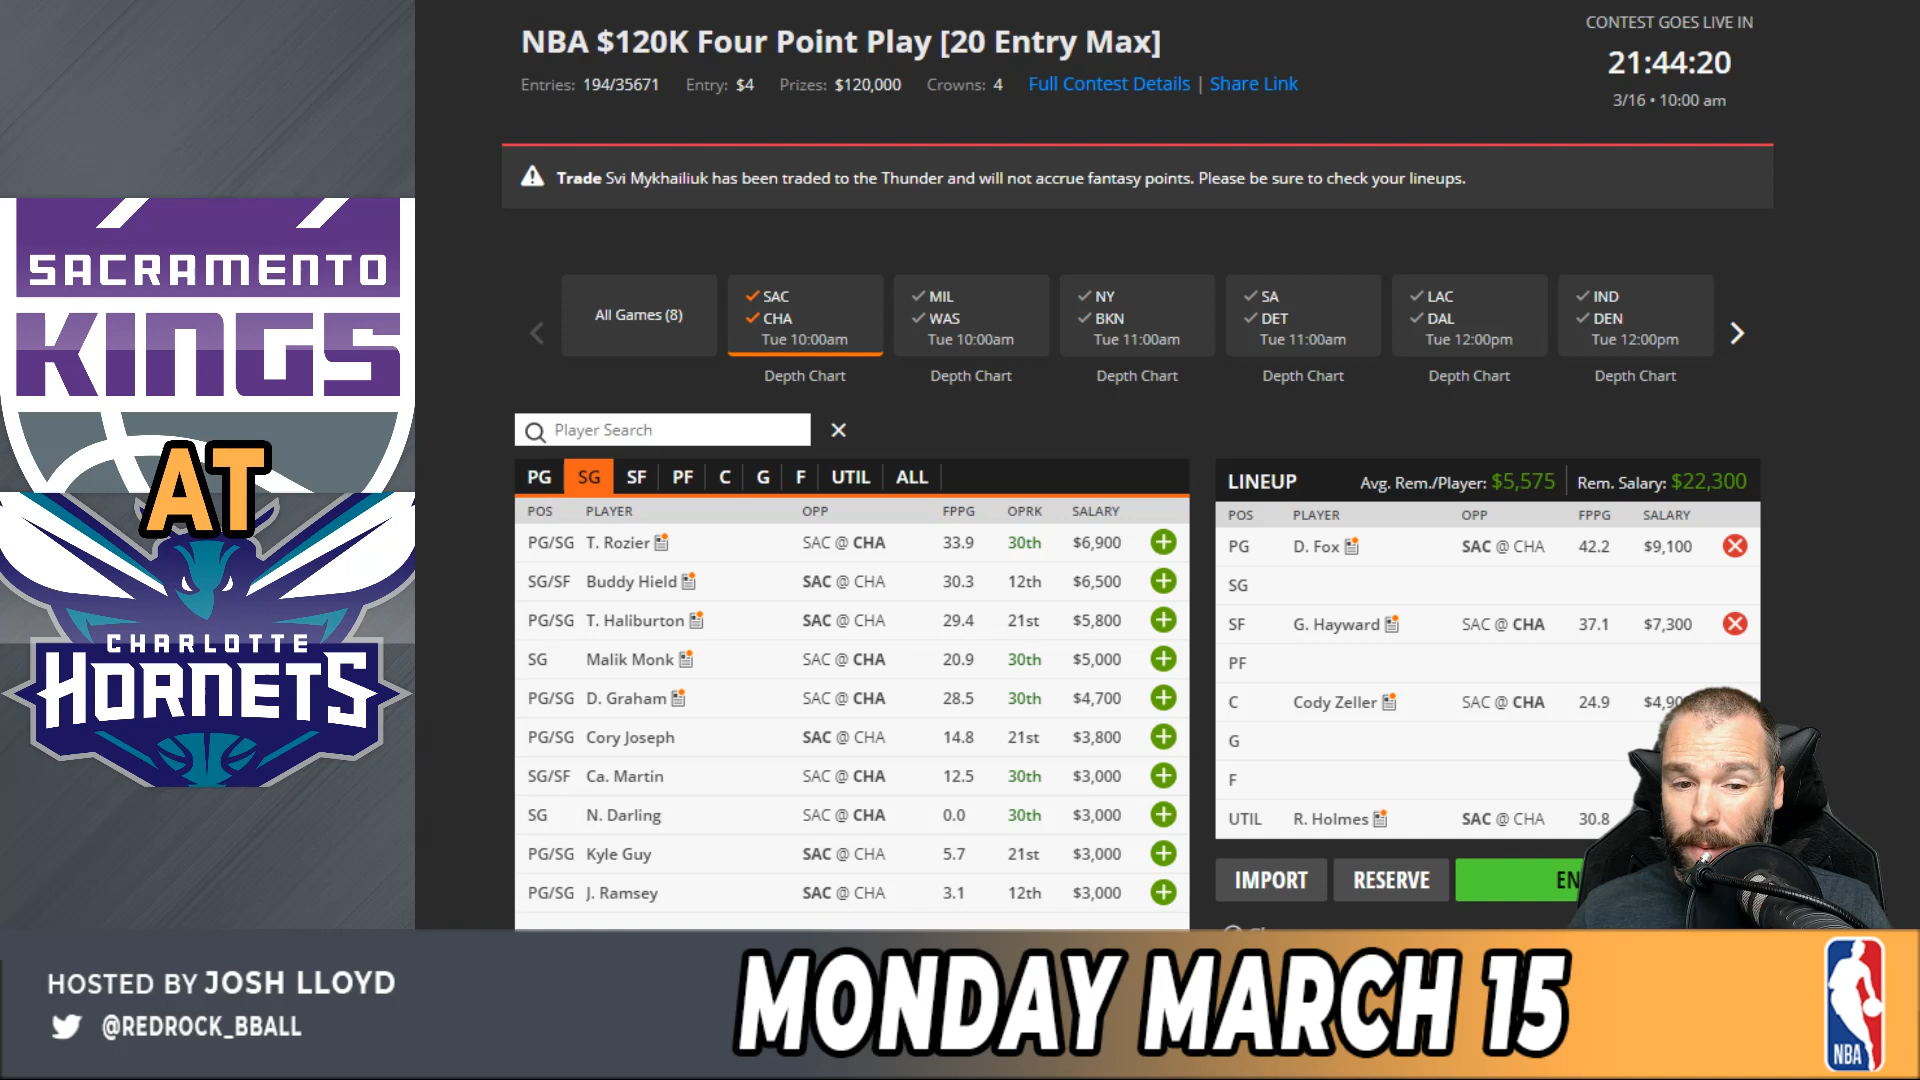 NBA $120K Four Point Play [20 Entry Max]
Entries: 194/35671 Entry: $4 Prizes: $120,000 Crowns: 4 Full Contest Details | Share Link
CONTEST GOES LIVE IN
21:44:20
3/16 • 10:00 am
Trade Svi Mykhailiuk has been traded to the Thunder and will not accrue fantasy points. Please be sure to check your lineups.
All Games (8)
SAC
CHA
Tue 10:00am
Depth Chart
MIL
WAS
Tue 10:00am
Depth Chart
NY
BKN
Tue 11:00am
Depth Chart
SA
DET
Tue 11:00am
Depth Chart
LAC
DAL
Tue 12:00pm
Depth Chart
IND
DEN
Tue 12:00pm
Depth Chart
SACRAMENTO
KINGS
AT
CHARLOTTE
HORNETS
Player Search
PG SG SF PF C G F UTIL ALL
POS PLAYER OPP FPPG OPRK SALARY
PG/SG T. Rozier SAC @ CHA 33.9 30th $6,900
SG/SF Buddy Hield SAC @ CHA 30.3 12th $6,500
PG/SG T. Haliburton SAC @ CHA 29.4 21st $5,800
SG Malik Monk SAC @ CHA 20.9 30th $5,000
PG/SG D. Graham SAC @ CHA 28.5 30th $4,700
PG/SG Cory Joseph SAC @ CHA 14.8 21st $3,800
SG/SF Ca. Martin SAC @ CHA 12.5 30th $3,000
SG N. Darling SAC @ CHA 0.0 30th $3,000
PG/SG Kyle Guy SAC @ CHA 5.7 21st $3,000
PG/SG J. Ramsey SAC @ CHA 3.1 12th $3,000
LINEUP Avg. Rem./Player: $5,575 Rem. Salary: $22,300
POS PLAYER OPP FPPG SALARY
PG D. Fox SAC @ CHA 42.2 $9,100
SG
SF G. Hayward SAC @ CHA 37.1 $7,300
PF
C Cody Zeller SAC @ CHA 24.9 $4,90
G
F
UTIL R. Holmes SAC @ CHA 30.8
IMPORT RESERVE EN
HOSTED BY JOSH LLOYD
@REDROCK_BBALL
MONDAY MARCH 15
NBA